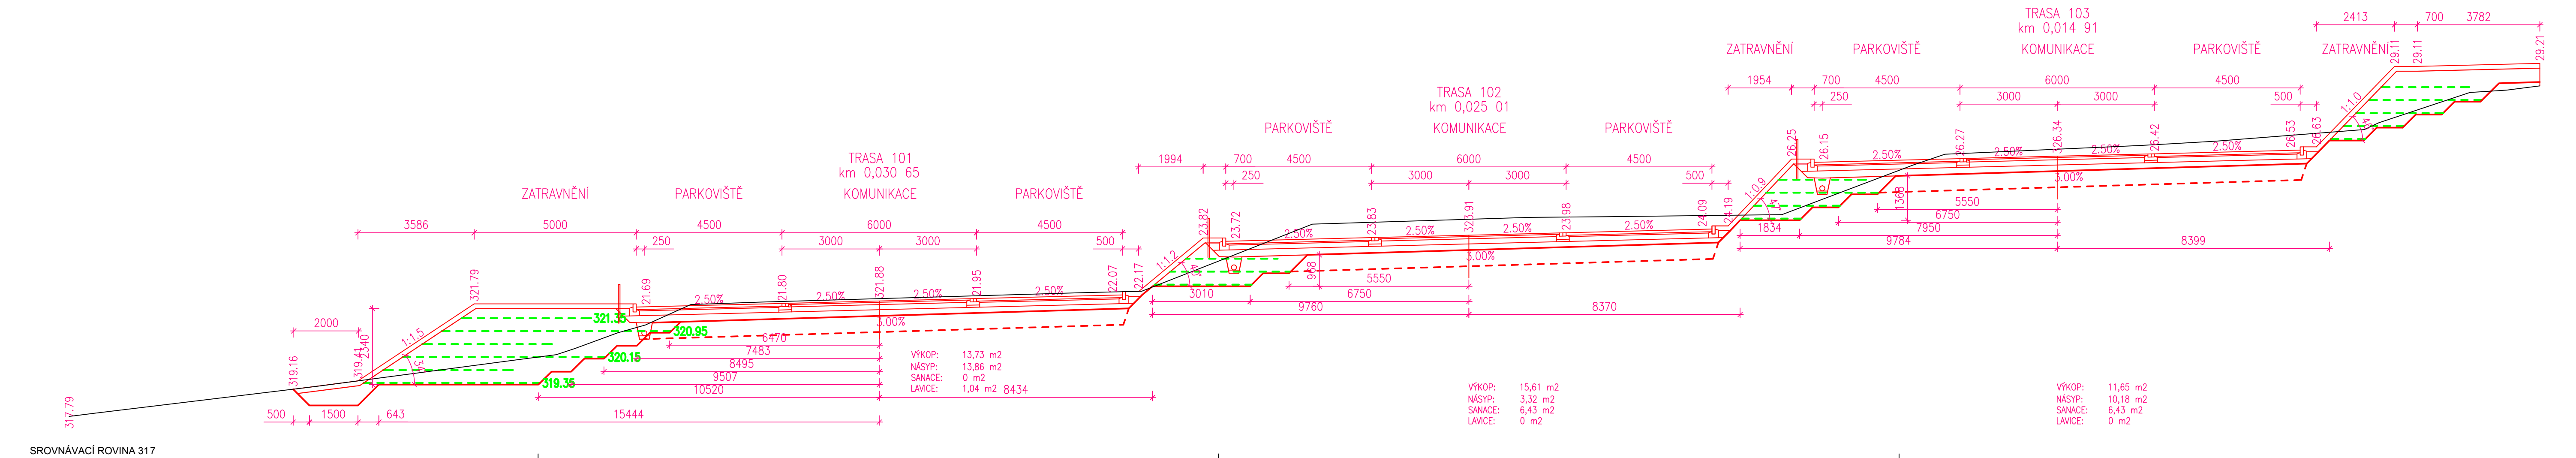 TRASA 103
km 0,014 91
2413 700 3782
ZATRAVNĚNÍ PARKOVIŠTĚ KOMUNIKACE PARKOVIŠTĚ ZATRAVNĚNÍ
29.11 29.11 29.21
1954 700 4500 6000 4500
250 3000 3000 500
TRASA 102
km 0,025 01
1:1.0
PARKOVIŠTĚ KOMUNIKACE PARKOVIŠTĚ
26.25 26.15 26.27 326.34 26.42 26.53 26.63
2.50% 2.50% 2.50% 2.50%
TRASA 101
km 0,030 65
1994 700 4500 6000 4500
250 3000 3000 500
3.00%
1:0.9
1368
ZATRAVNĚNÍ PARKOVIŠTĚ KOMUNIKACE PARKOVIŠTĚ
5550
6750
23.82 23.72 23.83 323.91 23.98 24.09 24.19
3586 5000 4500 6000 4500
1834 7950
2.50% 2.50% 2.50% 2.50%
250 3000 3000 500
9784 8399
3.00%
1:1.2
968
5550
321.79 21.69 21.80 321.88 21.95 22.07 22.17
3010 6750
2.50% 2.50% 2.50% 2.50%
9760 8370
321.35
3.00%
2000
320.95
1:1.5
2340
6470
7483
320.15
8495
319.16 319.41
319.35
9507
10520 8434
VÝKOP: 13,73 m2
NÁSYP: 13,86 m2
SANACE: 0 m2
LAVICE: 1,04 m2
VÝKOP: 15,61 m2
NÁSYP: 3,32 m2
SANACE: 6,43 m2
LAVICE: 0 m2
VÝKOP: 11,65 m2
NÁSYP: 10,18 m2
SANACE: 6,43 m2
LAVICE: 0 m2
317.79
500 1500 643 15444
SROVNÁVACÍ ROVINA 317